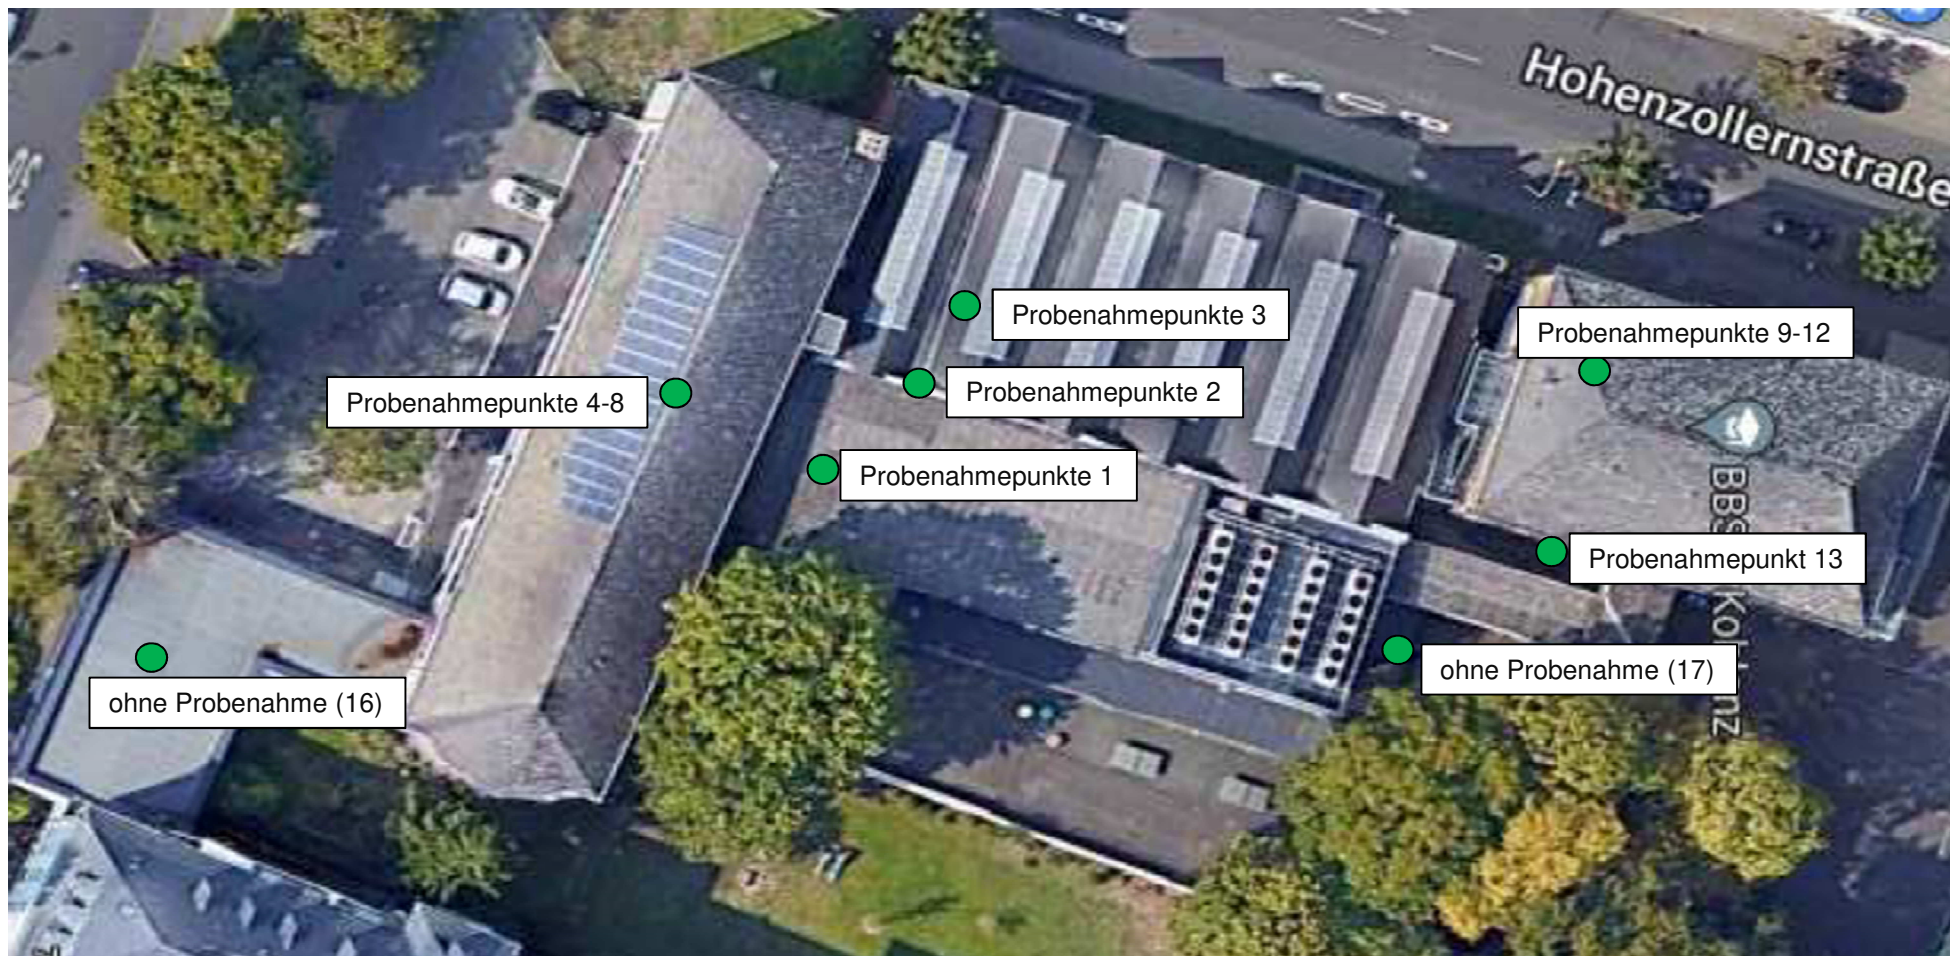 Hohenzollernstraße
Probenahmepunkte 3
Probenahmepunkte 9-12
Probenahmepunkte 4-8
Probenahmepunkte 2
Probenahmepunkte 1
BBS
Probenahmepunkt 13
ohne Probenahme (17)
ohne Probenahme (16)